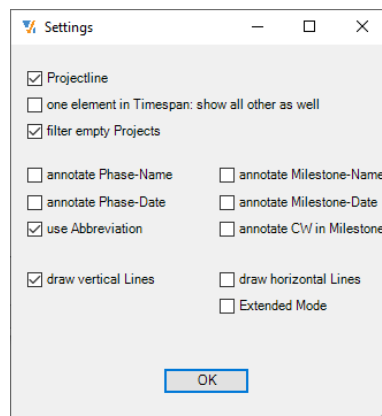 Settings
Projectline
one element in Timespan: show all other as well
filter empty Projects
annotate Phase-Name
annotate Milestone-Name
annotate Phase-Date
annotate Milestone-Date
use Abbreviation
annotate CW in Milestone
draw vertical Lines
draw horizontal Lines
Extended Mode
OK